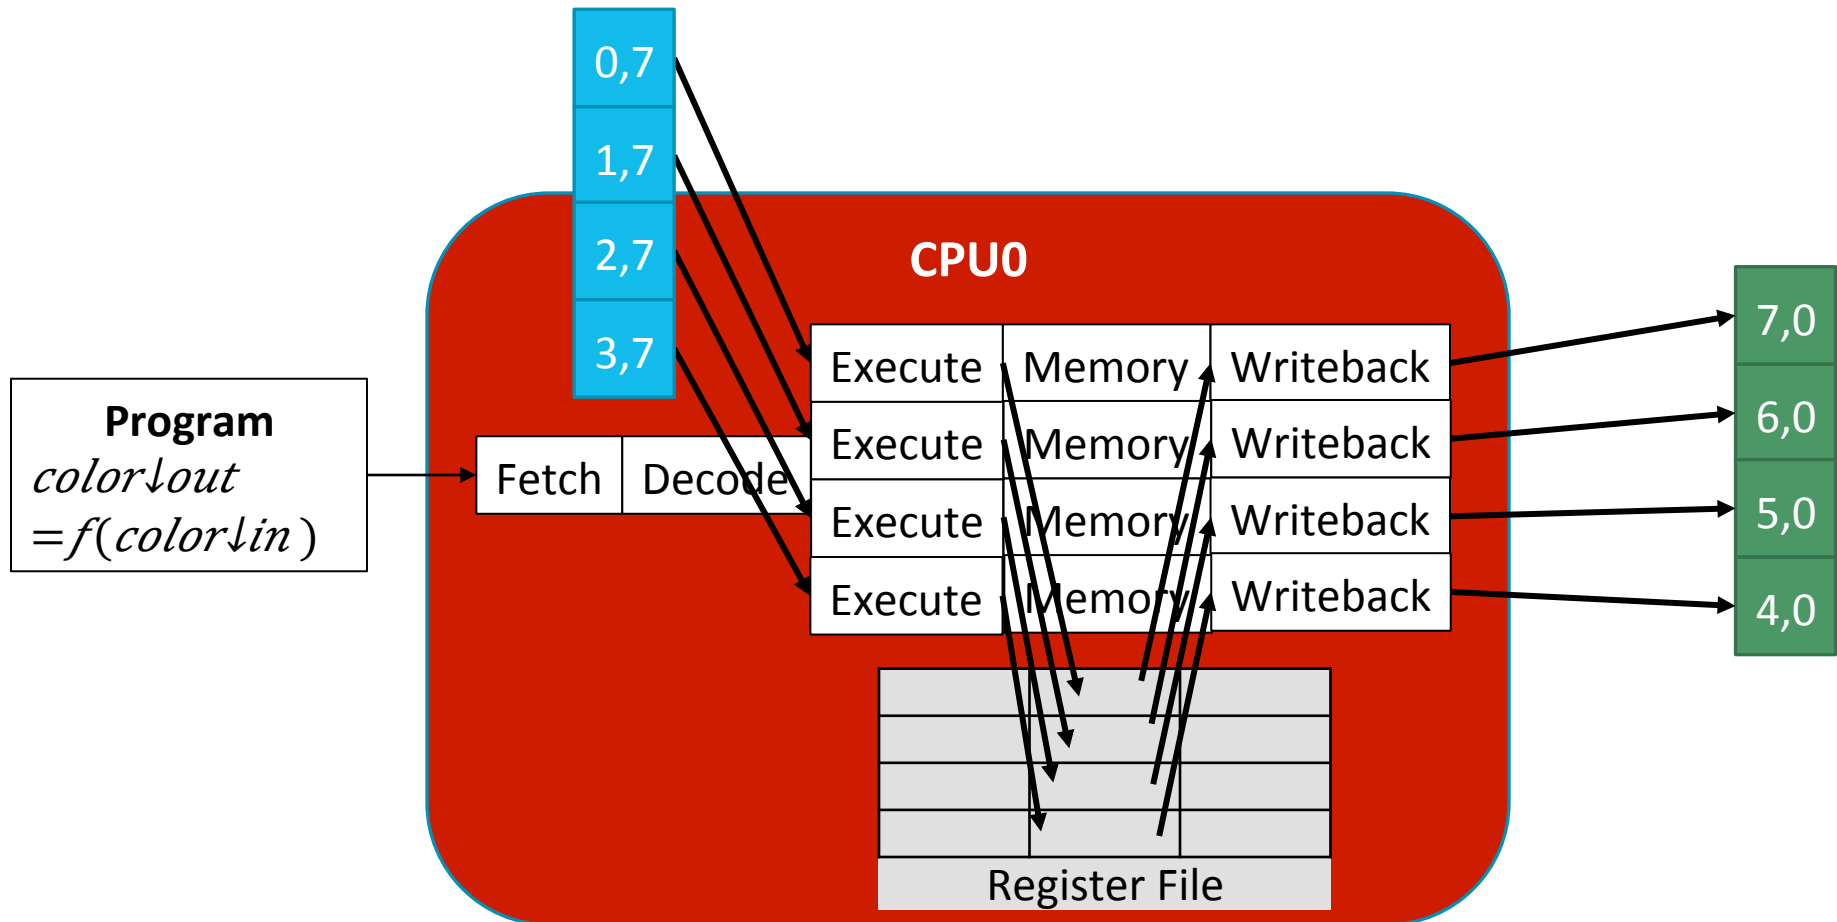 0,7
1,7
2,7
3,7
CPU0
Program
color↓out
=f(color↓in)
Fetch Decode
Execute Memory Writeback
Execute Memory Writeback
Execute Memory Writeback
Execute Memory Writeback
Register File
7,0
6,0
5,0
4,0